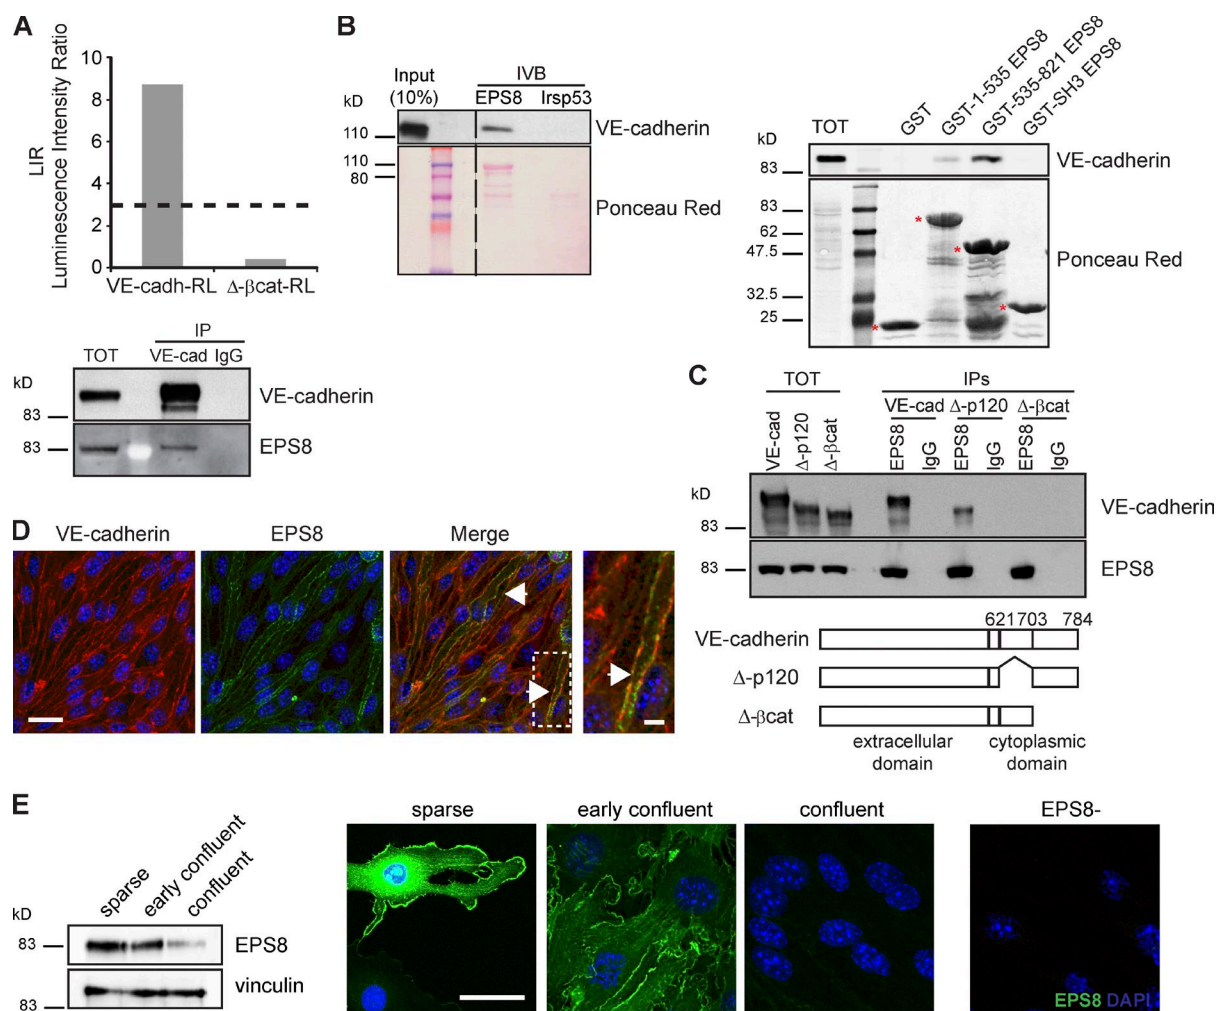 A
LIR
Luminescence Intensity Ratio
10
8
6
4
2
0
VE-cadh-RL Δ-βcat-RL
IP
TOT VE-cad IgG
kD
VE-cadherin
83
83
EPS8
B
Input
(10%)
IVB
EPS8 Irsp53
kD
110
VE-cadherin
110
80
Ponceau Red
TOT
GST
GST-1-535 EPS8
GST-535-821 EPS8
GST-SH3 EPS8
kD
83
VE-cadherin
83
62
47.5
32.5
25
* * * *
Ponceau Red
C
TOT IPs
VE-cad Δ-p120 Δ-βcat
VE-cad Δ-p120 Δ-βcat EPS8 IgG EPS8 IgG EPS8 IgG
kD
83
VE-cadherin
83
EPS8
621 703 784
VE-cadherin
Δ-p120
Δ-βcat
extracellular domain
cytoplasmic domain
D
VE-cadherin EPS8 Merge
E
sparse
early confluent
confluent
kD
83
EPS8
vinculin
83
sparse early confluent confluent EPS8-
EPS8 DAPI